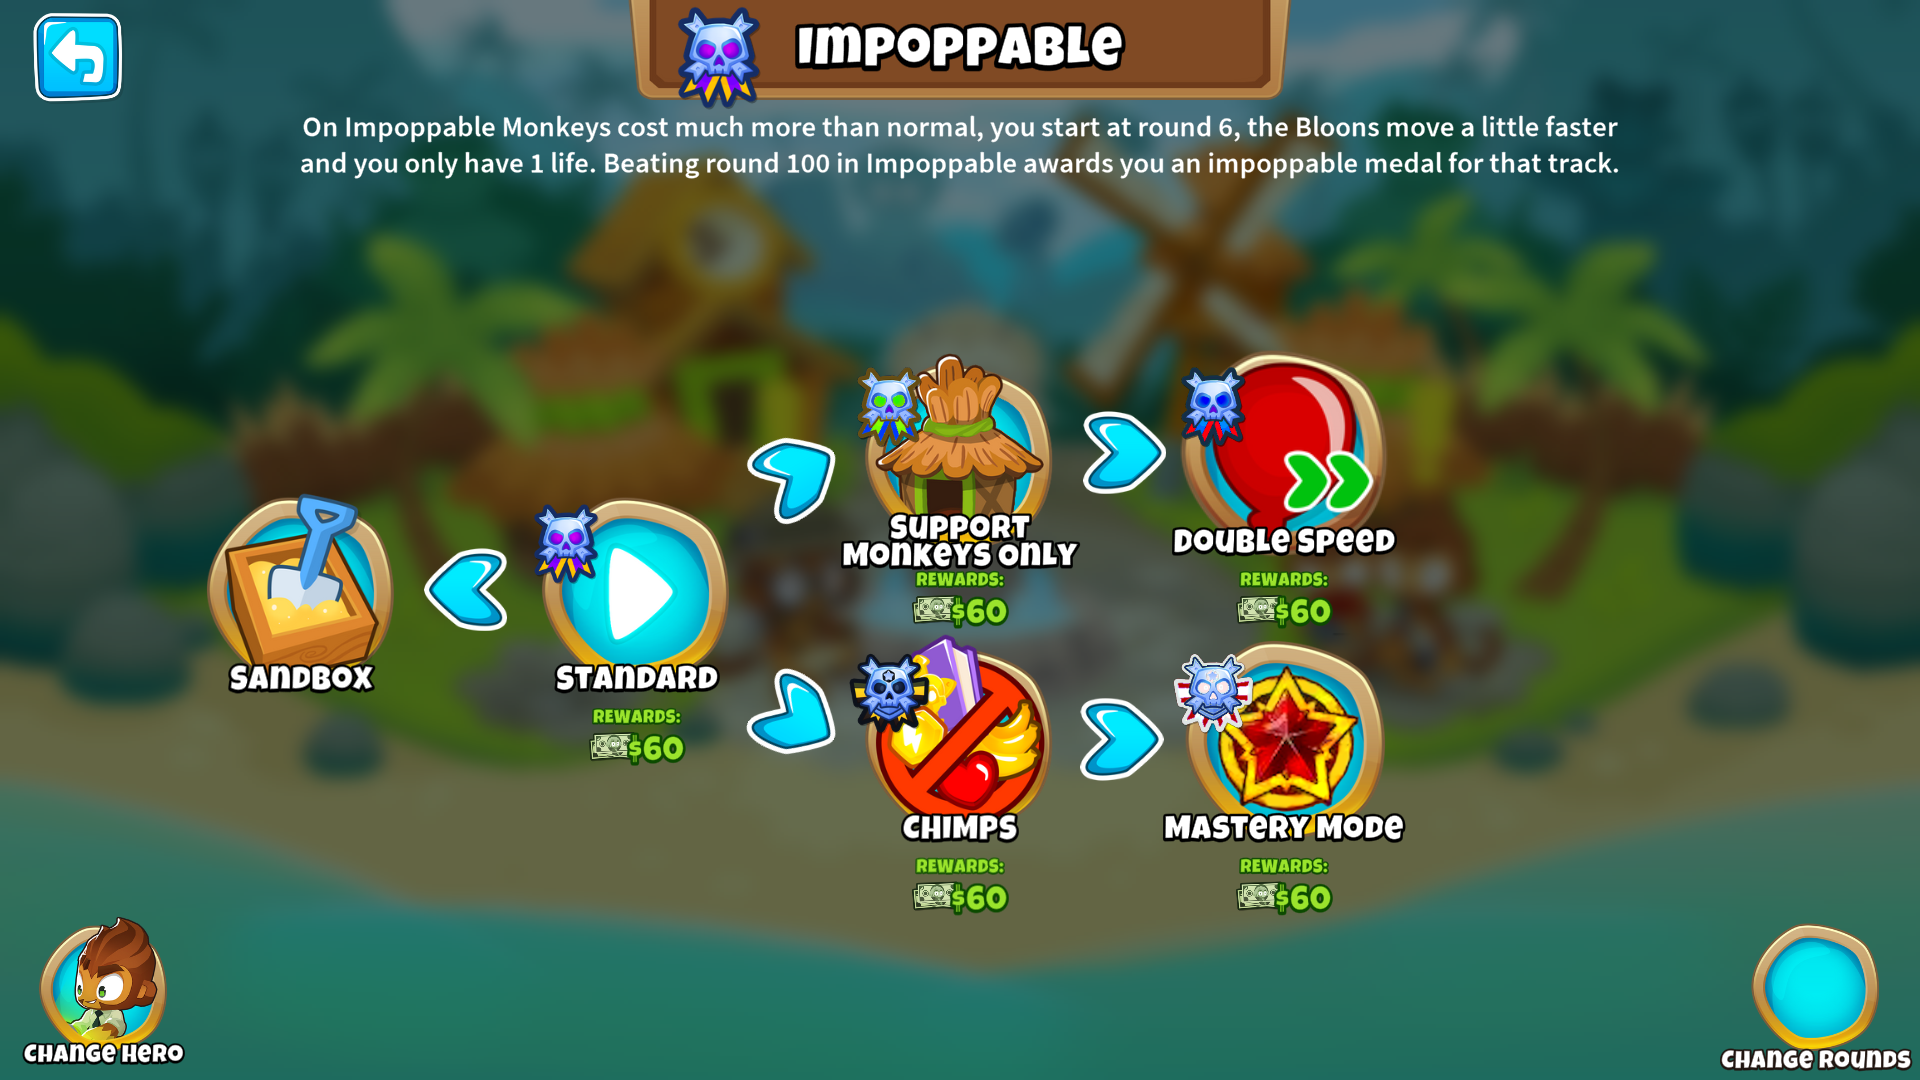 IMPOPPABLE
On Impoppable Monkeys cost much more than normal, you start at round 6, the Bloons move a little faster
and you only have 1 life. Beating round 100 in Impoppable awards you an impoppable medal for that track.
SUPPORT
MONKEYS ONLY
REWARDS:
$60
DOUBLE SPEED
REWARDS:
$60
SANDBOX
STANDARD
REWARDS:
$60
CHIMPS
REWARDS:
$60
MASTERY MODE
REWARDS:
$60
CHANGE HERO
CHANGE ROUNDS